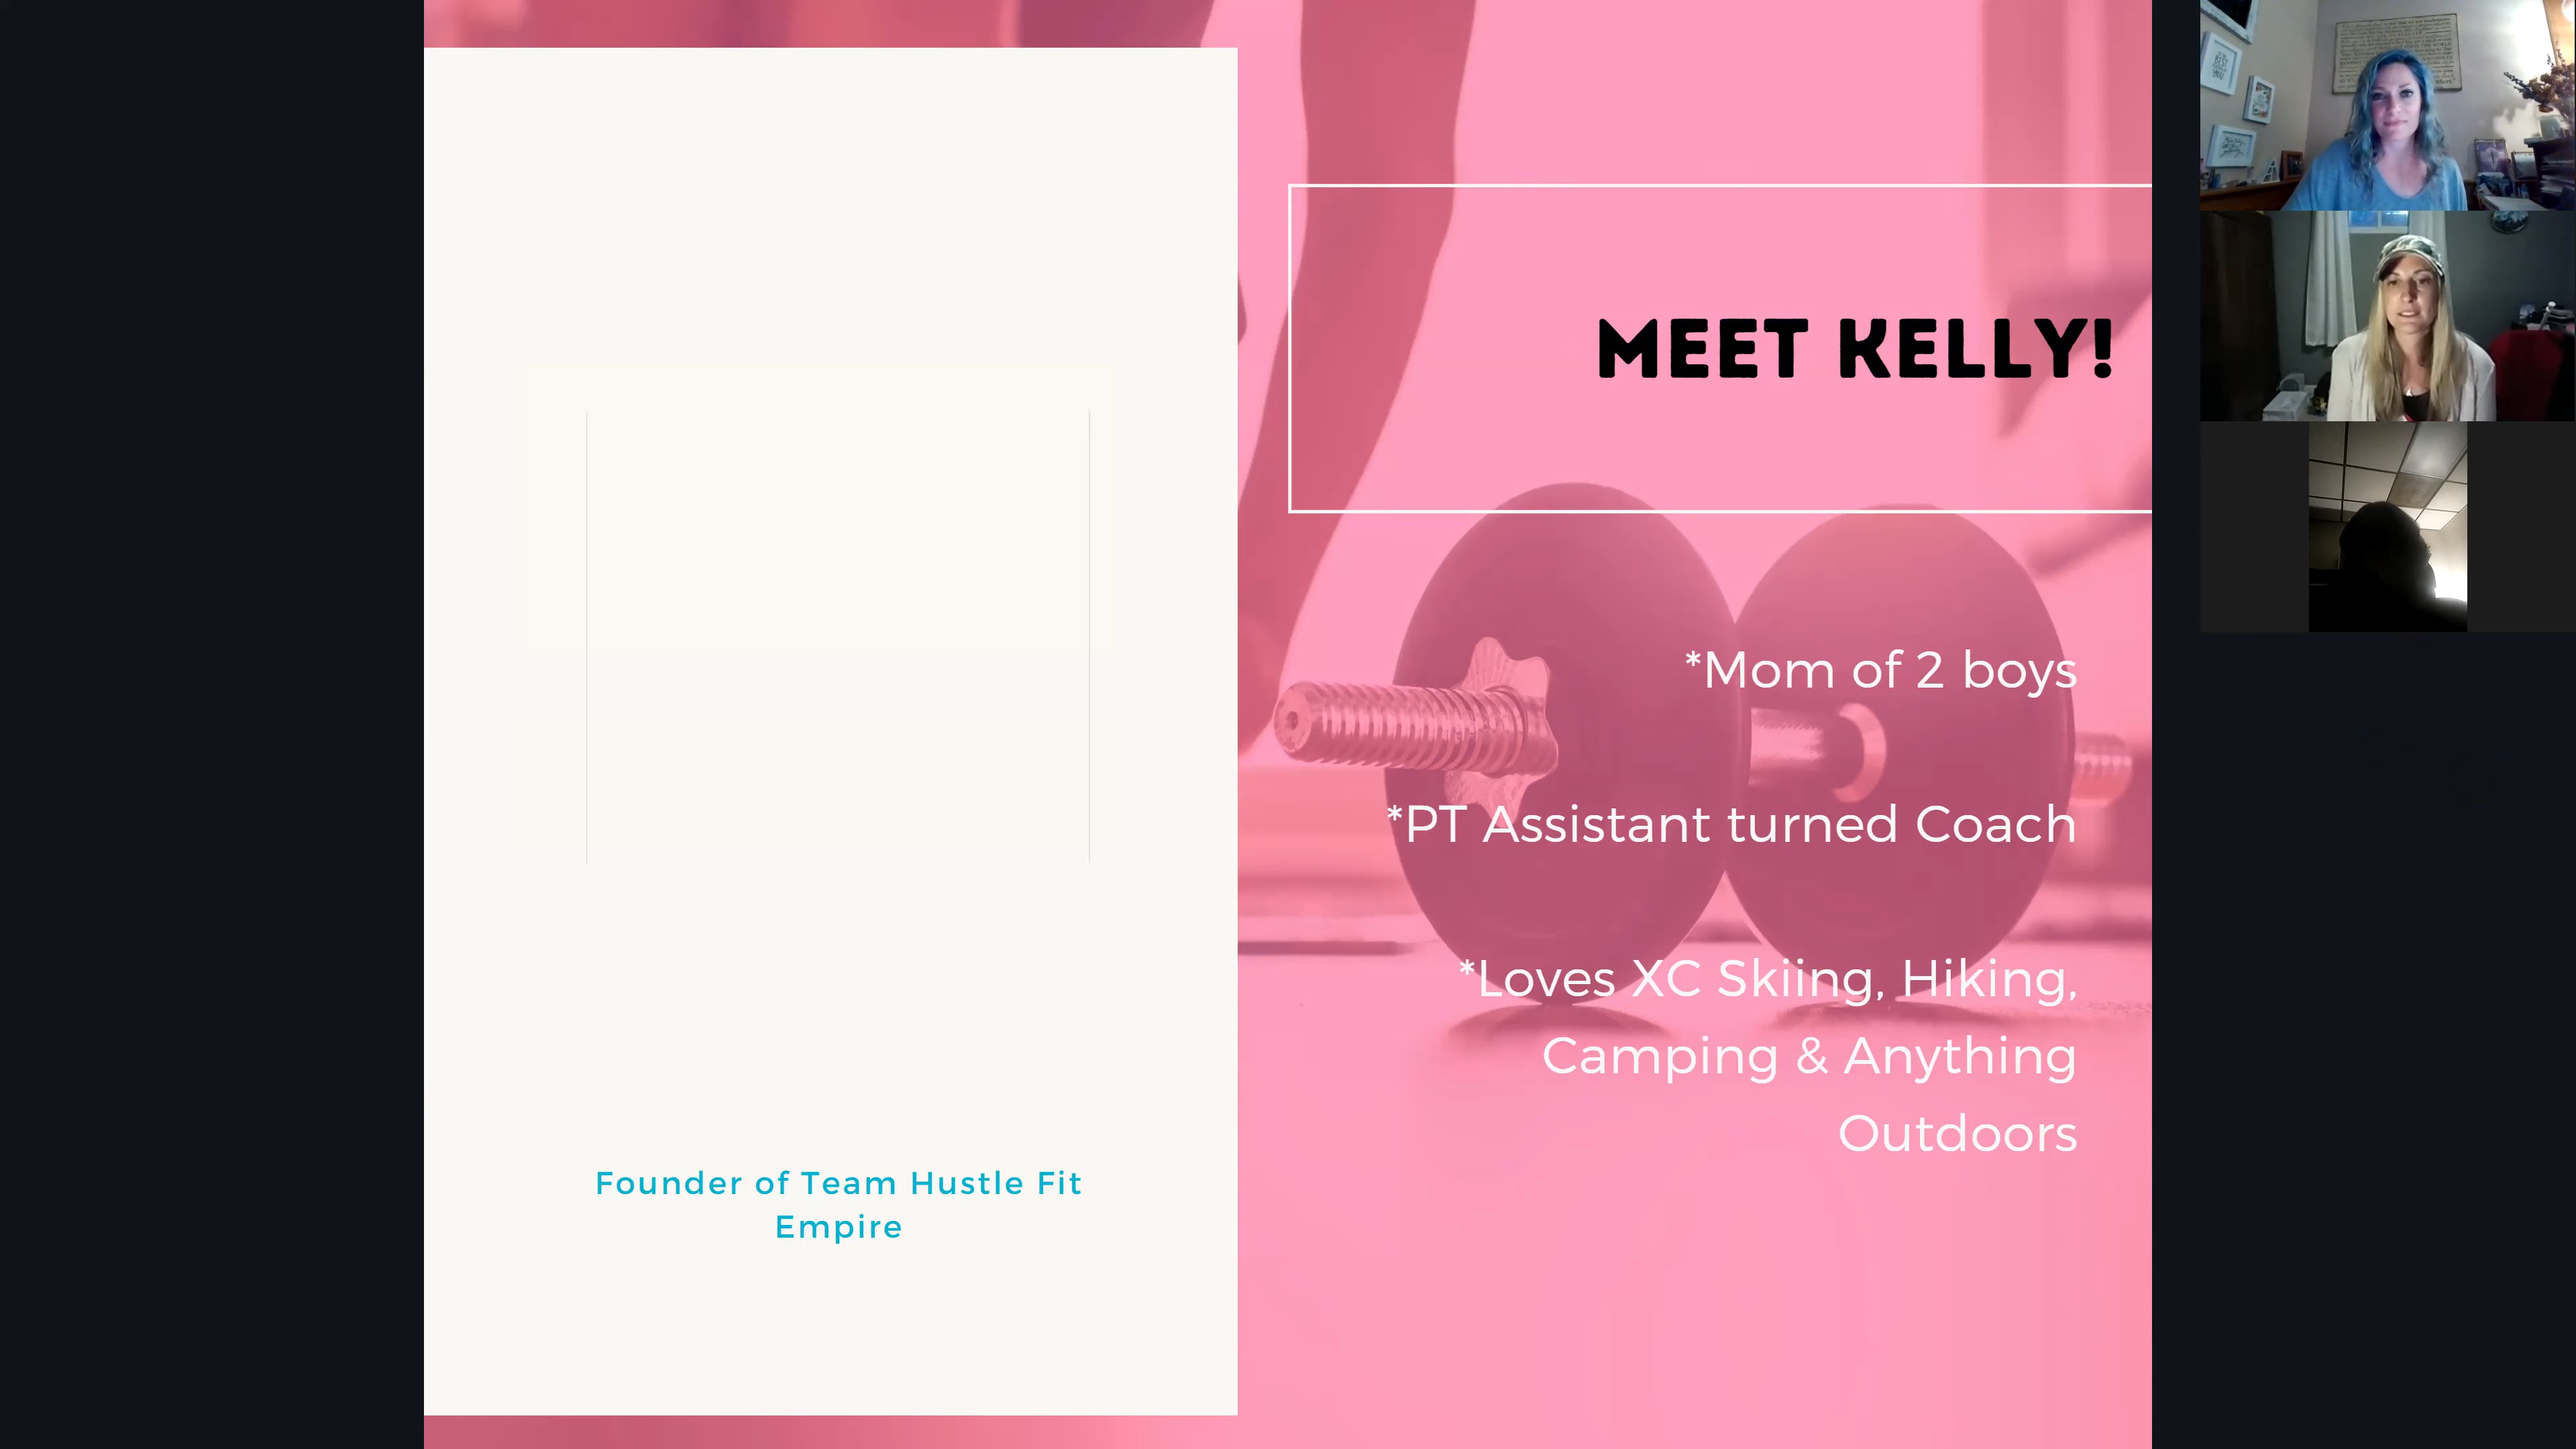 MEET KELLY!
*Mom of 2 boys
*PT Assistant turned Coach
*Loves XC Skiing, Hiking,
Camping & Anything
Outdoors
Founder of Team Hustle Fit
Empire